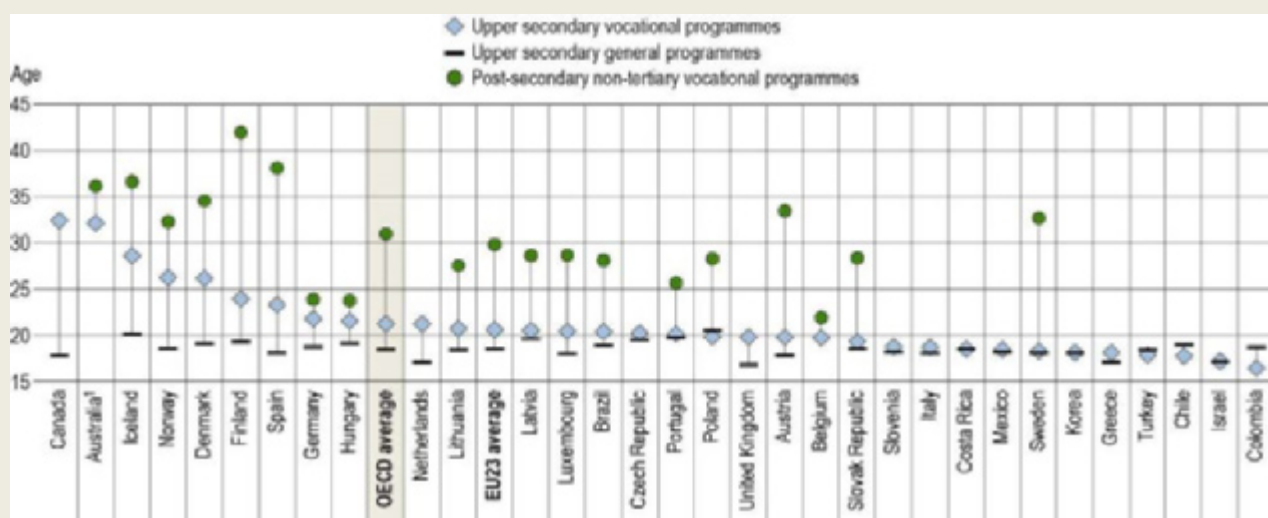 Upper secondary vocational programmes
Upper secondary general programmes
Post-secondary non-tertiary vocational programmes
Age
45
40
35
30
25
20
15
Canada
Australia¹
Iceland
Norway
Denmark
Finland
Spain
Germany
Hungary
OECD average
Netherlands
Lithuania
EU23 average
Latvia
Luxembourg
Brazil
Czech Republic
Portugal
Poland
United Kingdom
Austria
Belgium
Slovak Republic
Slovenia
Italy
Costa Rica
Mexico
Sweden
Korea
Greece
Turkey
Chile
Israel
Colombia